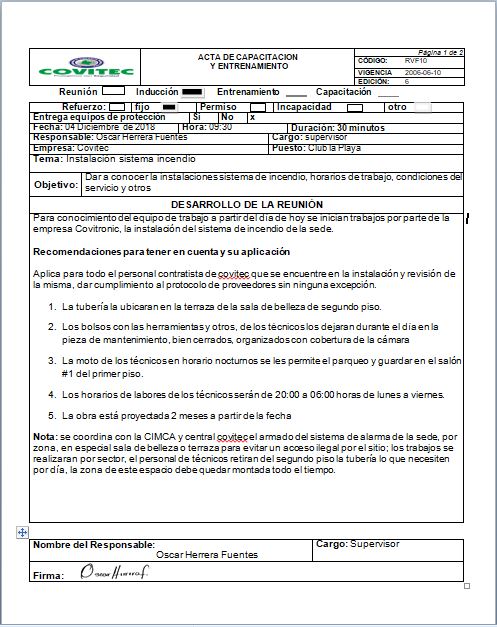 Página 1 de 2
COVITEC
ACTA DE CAPACITACION
Y ENTRENAMIENTO
CÓDIGO: RVF10
VIGENCIA 2006-06-10
EDICIÓN: 6
Reunión Inducción Entrenamiento Capacitación
Refuerzo: fijo Permiso Incapacidad otro
Entrega equipos de protección Si No x
Fecha: 04 Diciembre de 2018 Hora: 09:30 Duración: 30 minutos
Responsable: Oscar Herrera Fuentes Cargo: supervisor
Empresa: Covitec Puesto: Club la Playa
Tema: Instalación sistema incendio
Objetivo: Dar a conocer la instalaciones sistema de incendio, horarios de trabajo, condiciones del
servicio y otros
DESARROLLO DE LA REUNIÓN
Para conocimiento del equipo de trabajo a partir del día de hoy se inician trabajos por parte de la
empresa Covitronic, la instalación del sistema de incendio de la sede.
Recomendaciones para tener en cuenta y su aplicación
Aplica para todo el personal contratista de covitec que se encuentre en la instalación y revisión de
la misma, dar cumplimiento al protocolo de proveedores sin ninguna excepción.
1. La tubería la ubicaran en la terraza de la sala de belleza de segundo piso.
2. Los bolsos con las herramientas y otros, de los técnicos los dejaran durante el día en la
pieza de mantenimiento, bien cerrados, organizados con cobertura de la cámara
3. La moto de los técnicos en horario nocturnos se les permite el parqueo y guardar en el salón
#1 del primer piso.
4. Los horarios de labores de los técnicos serán de 20:00 a 06:00 horas de lunes a viernes.
5. La obra está proyectada 2 meses a partir de la fecha
Nota: se coordina con la CIMCA y central covitec el armado del sistema de alarma de la sede, por
zona, en especial sala de belleza o terraza para evitar un acceso ilegal por el sitio; los trabajos se
realizaran por sector, el personal de técnicos retiran del segundo piso la tubería lo que necesiten
por día, la zona de este espacio debe quedar montada todo el tiempo.
Nombre del Responsable:
Oscar Herrera Fuentes
Cargo: Supervisor
Firma: Oscar Herrera F.